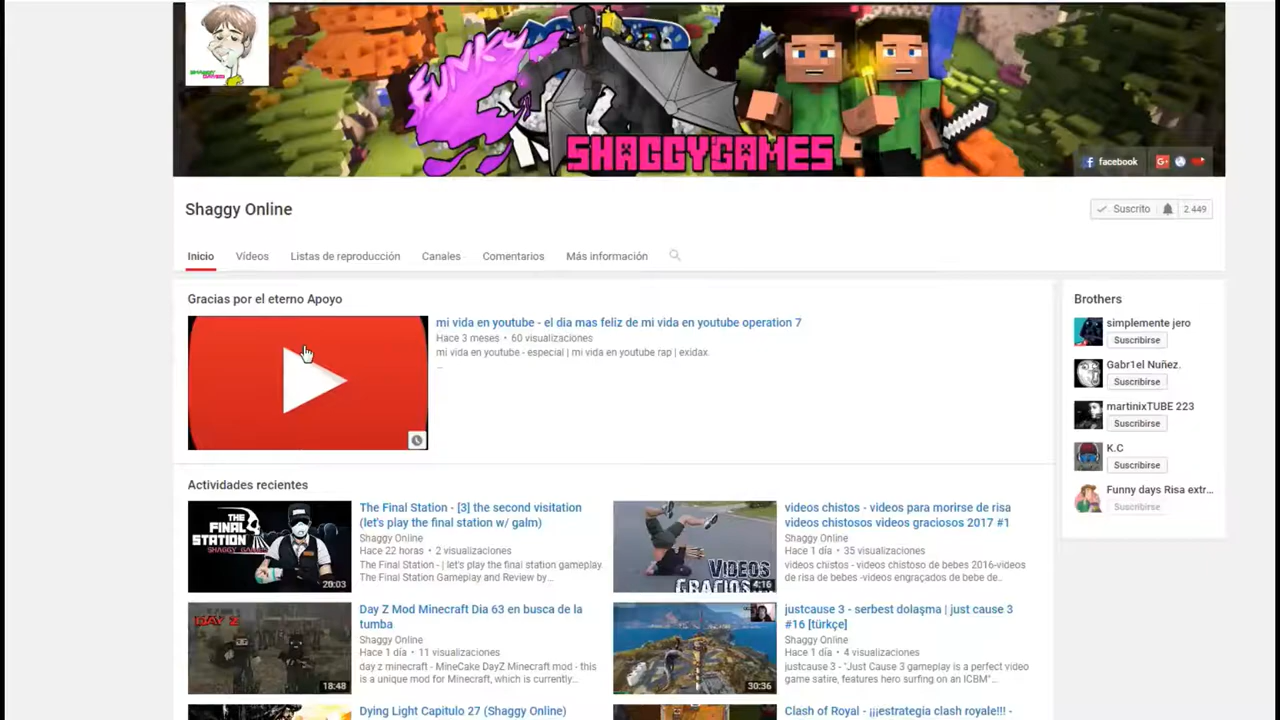 SHAGGY GAMES
SHAGGYGAMES
facebook
Shaggy Online
Suscrito 2.449
Inicio Vídeos Listas de reproducción Canales Comentarios Más información
Gracias por el eterno Apoyo
mi vida en youtube - el dia mas feliz de mi vida en youtube operation 7
Hace 3 meses • 60 visualizaciones
mi vida en youtube - especial | mi vida en youtube rap | exidax.
...
Brothers
simplemente jero
Suscribirse
Gabr1el Nuñez.
Suscribirse
martinixTUBE 223
Suscribirse
K.C
Suscribirse
Funny days Risa extr...
Suscribirse
Actividades recientes
THE FINAL STATION
SHAGGY GAMES
20:03
The Final Station - [3] the second visitation
(let's play the final station w/ galm)
Shaggy Online
Hace 22 horas • 2 visualizaciones
The Final Station - | let's play the final station gameplay.
The Final Station Gameplay and Review by...
VIDEOS
GRACIOSOS
4:16
videos chistos - videos para morirse de risa
videos chistosos videos graciosos 2017 #1
Shaggy Online
Hace 1 día • 35 visualizaciones
videos chistos - videos chistoso de bebes 2016-videos
de risa de bebes -videos engraçados de bebe de...
DAY Z
18:48
Day Z Mod Minecraft Dia 63 en busca de la
tumba
Shaggy Online
Hace 1 día • 11 visualizaciones
day z minecraft - MineCake DayZ Minecraft mod - this
is a unique mod for Minecraft, which is currently...
30:36
justcause 3 - serbest dolaşma | just cause 3
#16 [türkçe]
Shaggy Online
Hace 1 día • 4 visualizaciones
justcause 3 - "Just Cause 3 gameplay is a perfect video
game satire, features hero surfing on an ICBM"...
Dying Light Capitulo 27 (Shaggy Online)
Clash of Royal - ¡¡¡estrategia clash royale!!! -